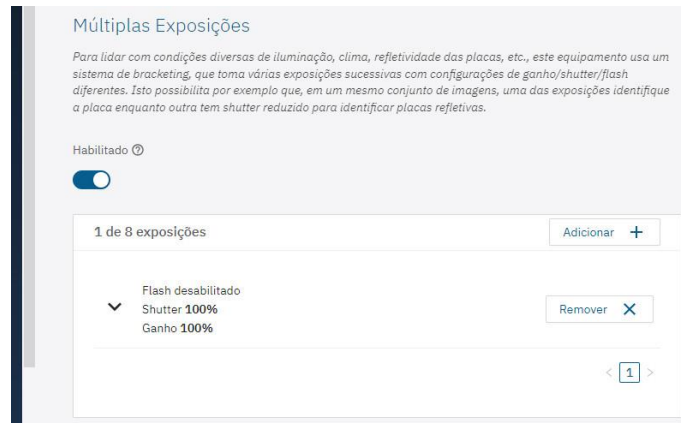 Múltiplas Exposições
Para lidar com condições diversas de iluminação, clima, refletividade das placas, etc., este equipamento usa um
sistema de bracketing, que toma várias exposições sucessivas com configurações de ganho/shutter/flash
diferentes. Isto possibilita por exemplo que, em um mesmo conjunto de imagens, uma das exposições identifique
a placa enquanto outra tem shutter reduzido para identificar placas refletivas.
Habilitado ?
1 de 8 exposições
Adicionar +
Flash desabilitado
Shutter 100%
Ganho 100%
Remover X
< 1 >